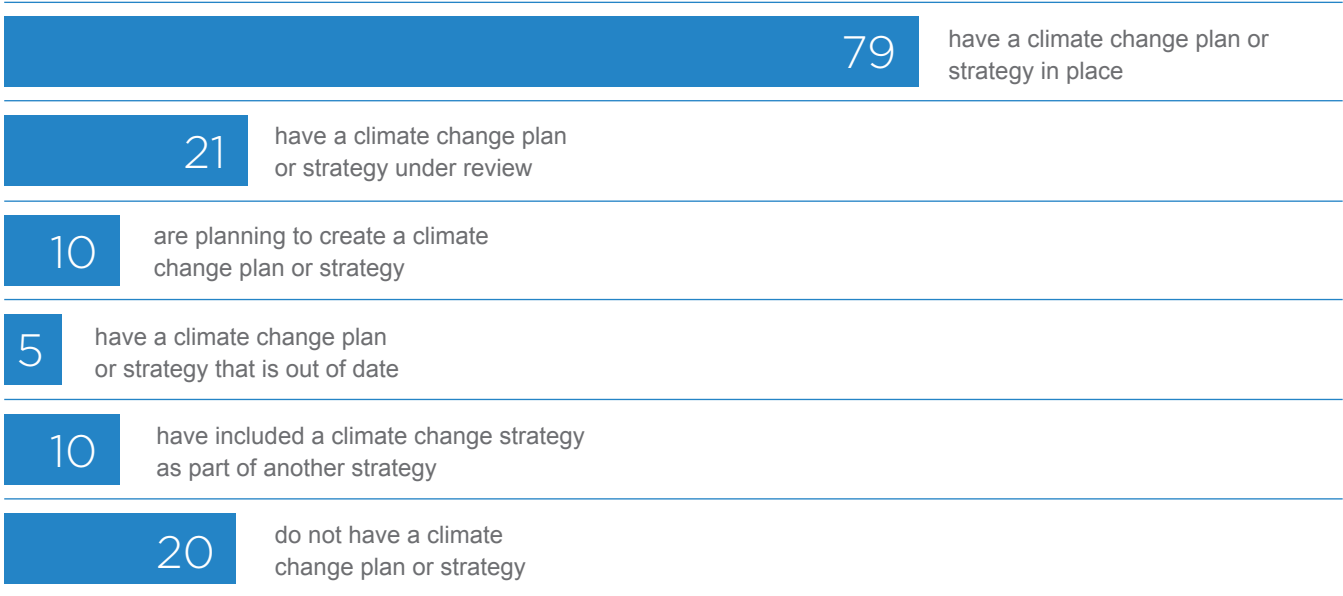 79
have a climate change plan or
strategy in place
21
have a climate change plan
or strategy under review
10
are planning to create a climate
change plan or strategy
5
have a climate change plan
or strategy that is out of date
10
have included a climate change strategy
as part of another strategy
20
do not have a climate
change plan or strategy